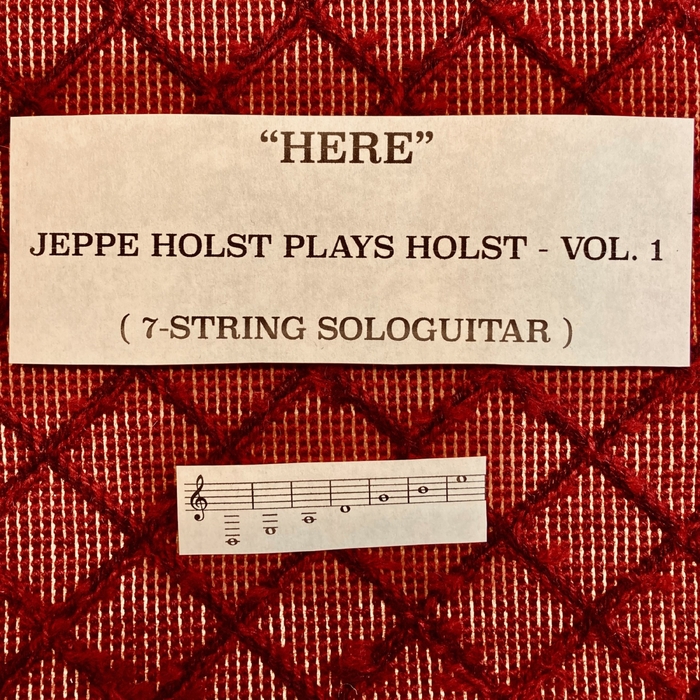 “HERE”
JEPPE HOLST PLAYS HOLST - VOL. 1
( 7-STRING SOLOGUITAR )